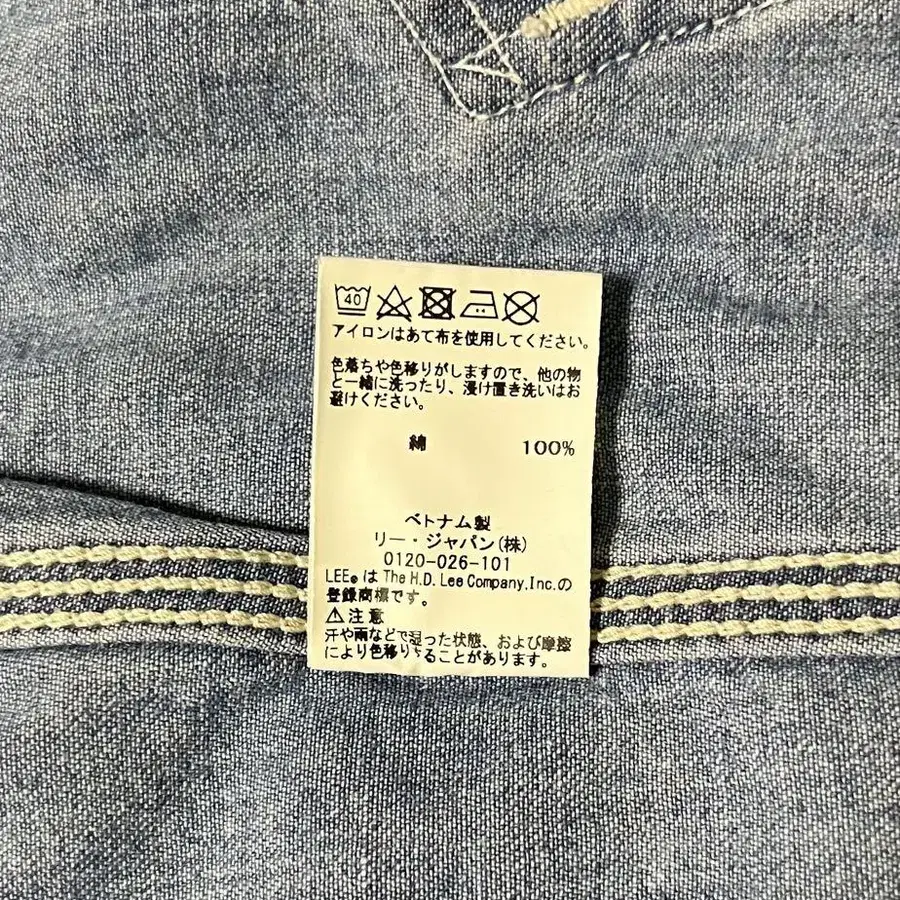 40
アイロンはあて布を使用してください。
色落ちや色移りがしますので、他の物
と一緒に洗ったり、浸け置き洗いはお
避けください。
綿 100%
ベトナム製
リー・ジャパン(株)
0120-026-101
LEE® は The H.D. Lee Company, Inc.の
登録商標です。
⚠注意
汗や雨などで湿った状態、および摩擦
により色移りすることがあります。